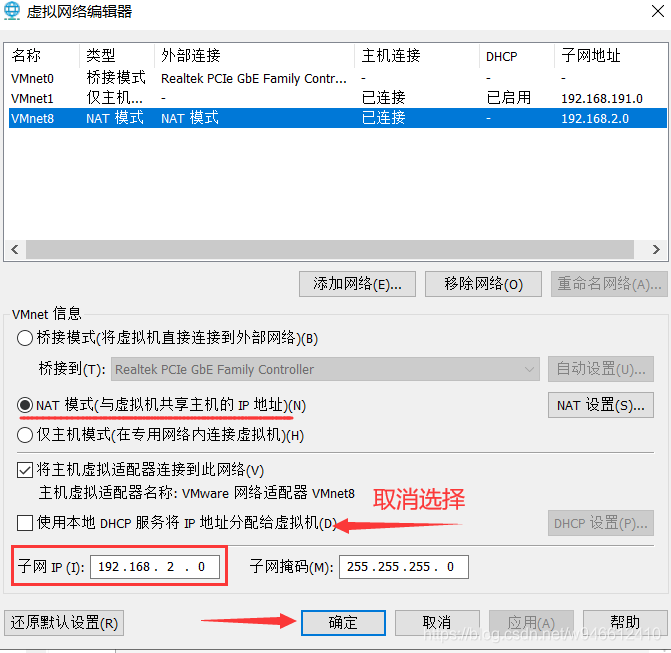 虚拟网络编辑器
名称 类型 外部连接 主机连接 DHCP 子网地址
VMnet0 桥接模式 Realtek PCIe GbE Family Contr... - - -
VMnet1 仅主机... - 已连接 已启用 192.168.191.0
VMnet8 NAT 模式 NAT 模式 已连接 - 192.168.2.0
添加网络(E)... 移除网络(O) 重命名网络(A)...
VMnet 信息
桥接模式(将虚拟机直接连接到外部网络)(B)
桥接到(T): Realtek PCIe GbE Family Controller 自动设置(U)...
NAT 模式(与虚拟机共享主机的 IP 地址)(N) NAT 设置(S)...
仅主机模式(在专用网络内连接虚拟机)(H)
将主机虚拟适配器连接到此网络(V)
主机虚拟适配器名称: VMware 网络适配器 VMnet8
取消选择
使用本地 DHCP 服务将 IP 地址分配给虚拟机(D) DHCP 设置(P)...
子网 IP (I): 192.168. 2 . 0 子网掩码(M): 255.255.255. 0
还原默认设置(R) 确定 取消 应用(A) 帮助
https://blog.csdn.net/w946612410